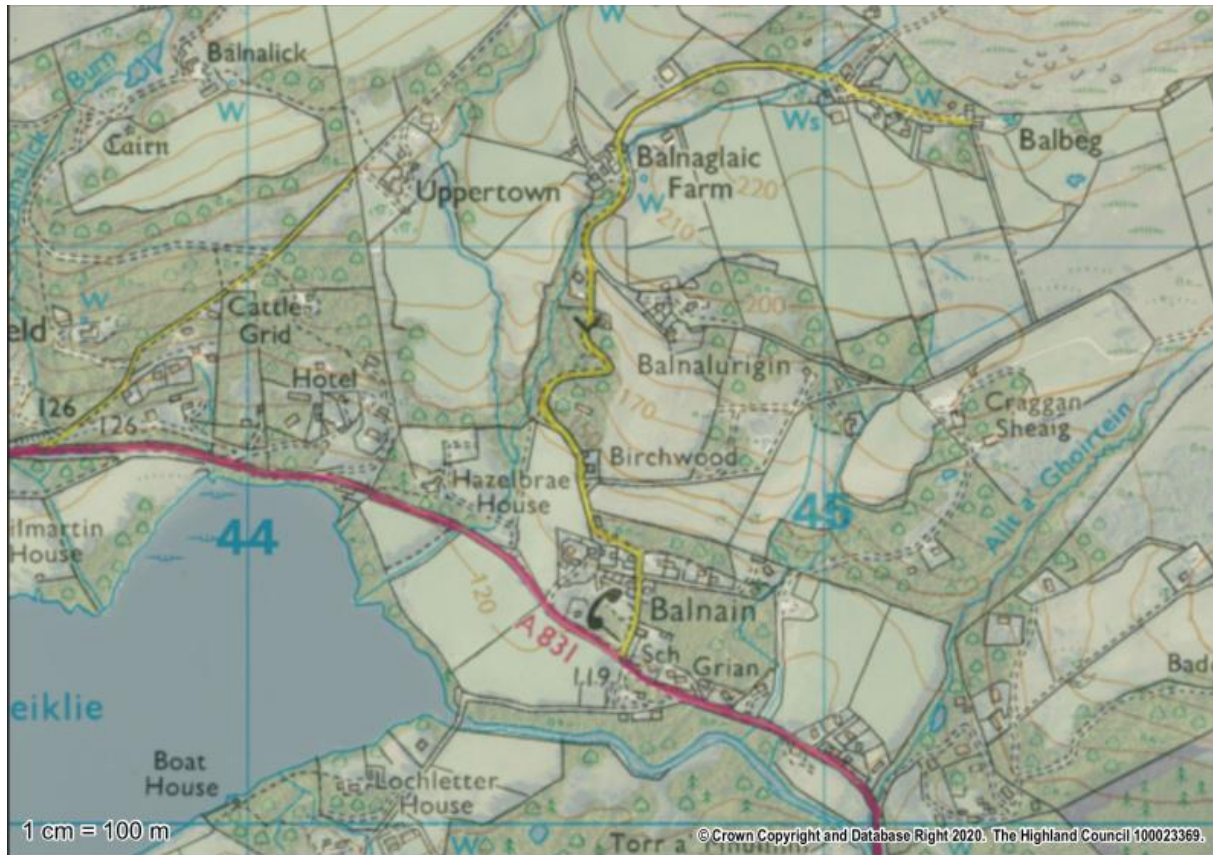 W
Balnalick
Burn
W
Cairn
Uppertown
Balnaglaic
Farm
W
220
210
Ws
W
Balbeg
W
Cattle
Grid
Hotel
126
126
200
Balnalurigin
170
Birchwood
Craggan
Sheaig
Allt a' Ghoirtein
Hazelbrae
House
44
45
House
120
A 831
Balnain
Sch
Grian
119
eiklie
Boat
House
Lochletter
House
W
W
1 cm = 100 m
© Crown Copyright and Database Right 2020. The Highland Council 100023369.